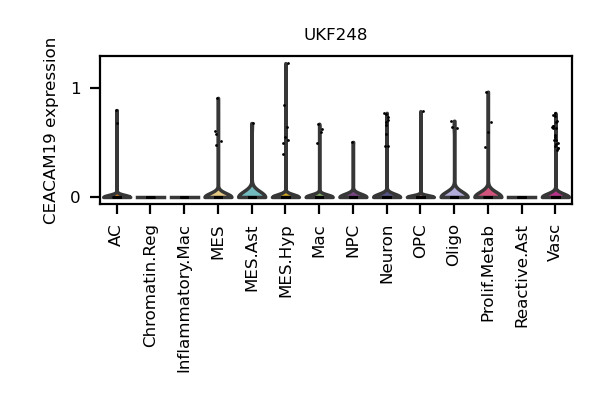 UKF248
CEACAM19 expression
1
0
AC
Chromatin.Reg
Inflammatory.Mac
MES
MES.Ast
MES.Hyp
Mac
NPC
Neuron
OPC
Oligo
Prolif.Metab
Reactive.Ast
Vasc